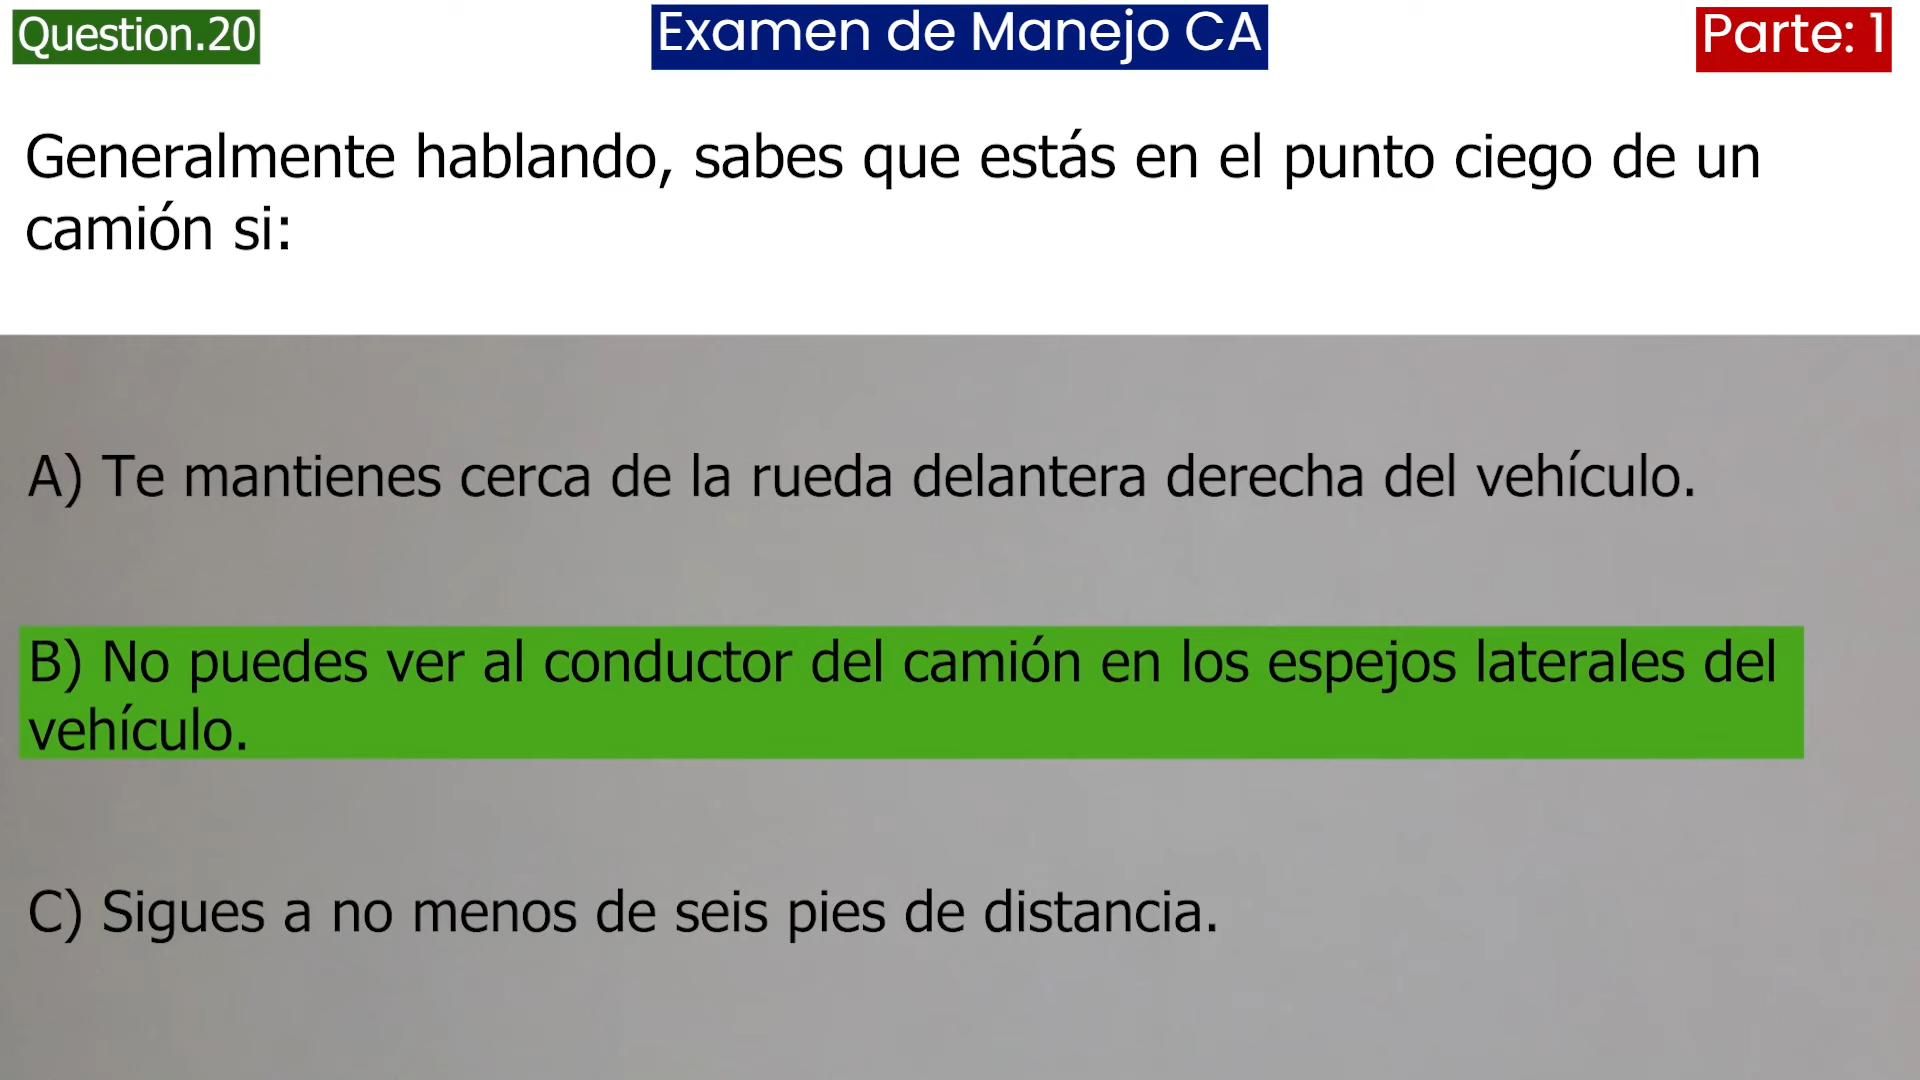 Question.20
Examen de Manejo CA
Parte: 1
Generalmente hablando, sabes que estás en el punto ciego de un
camión si:
A) Te mantienes cerca de la rueda delantera derecha del vehículo.
B) No puedes ver al conductor del camión en los espejos laterales del
vehículo.
C) Sigues a no menos de seis pies de distancia.